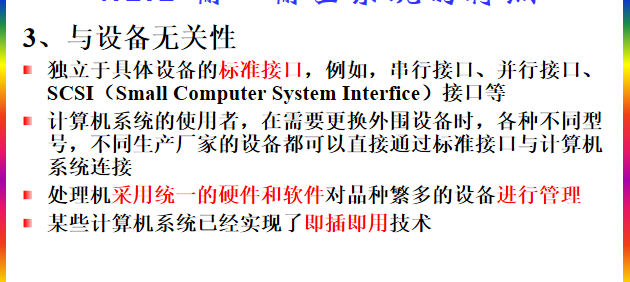 3、与设备无关性
独立于具体设备的标准接口，例如，串行接口、并行接口、
SCSI（Small Computer System Interfice）接口等
计算机系统的使用者，在需要更换外围设备时，各种不同型
号，不同生产厂家的设备都可以直接通过标准接口与计算机
系统连接
处理机采用统一的硬件和软件对品种繁多的设备进行管理
某些计算机系统已经实现了即插即用技术